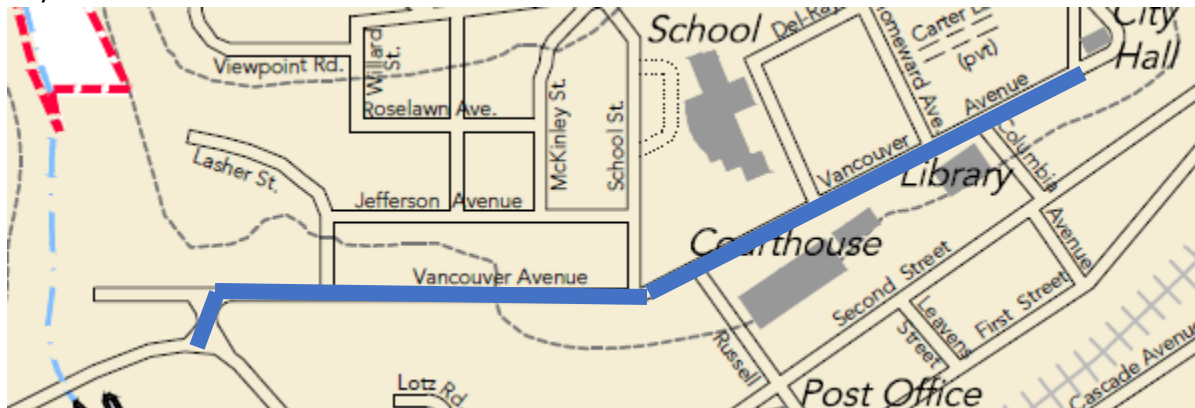 School
Del-Ray
Carter L
(pvt)
City
Hall
Viewpoint Rd.
Willard
St.
omeward Ave.
Avenue
Roselawn Ave.
McKinley St.
School St.
Columbia
Avenue
Lasher St.
Vancouver
Library
Jefferson Avenue
Courthouse
Vancouver Avenue
Second Street
First Street
Leavens
Street
Russell
Cascade Avenue
Lotz Rd.
Post Office